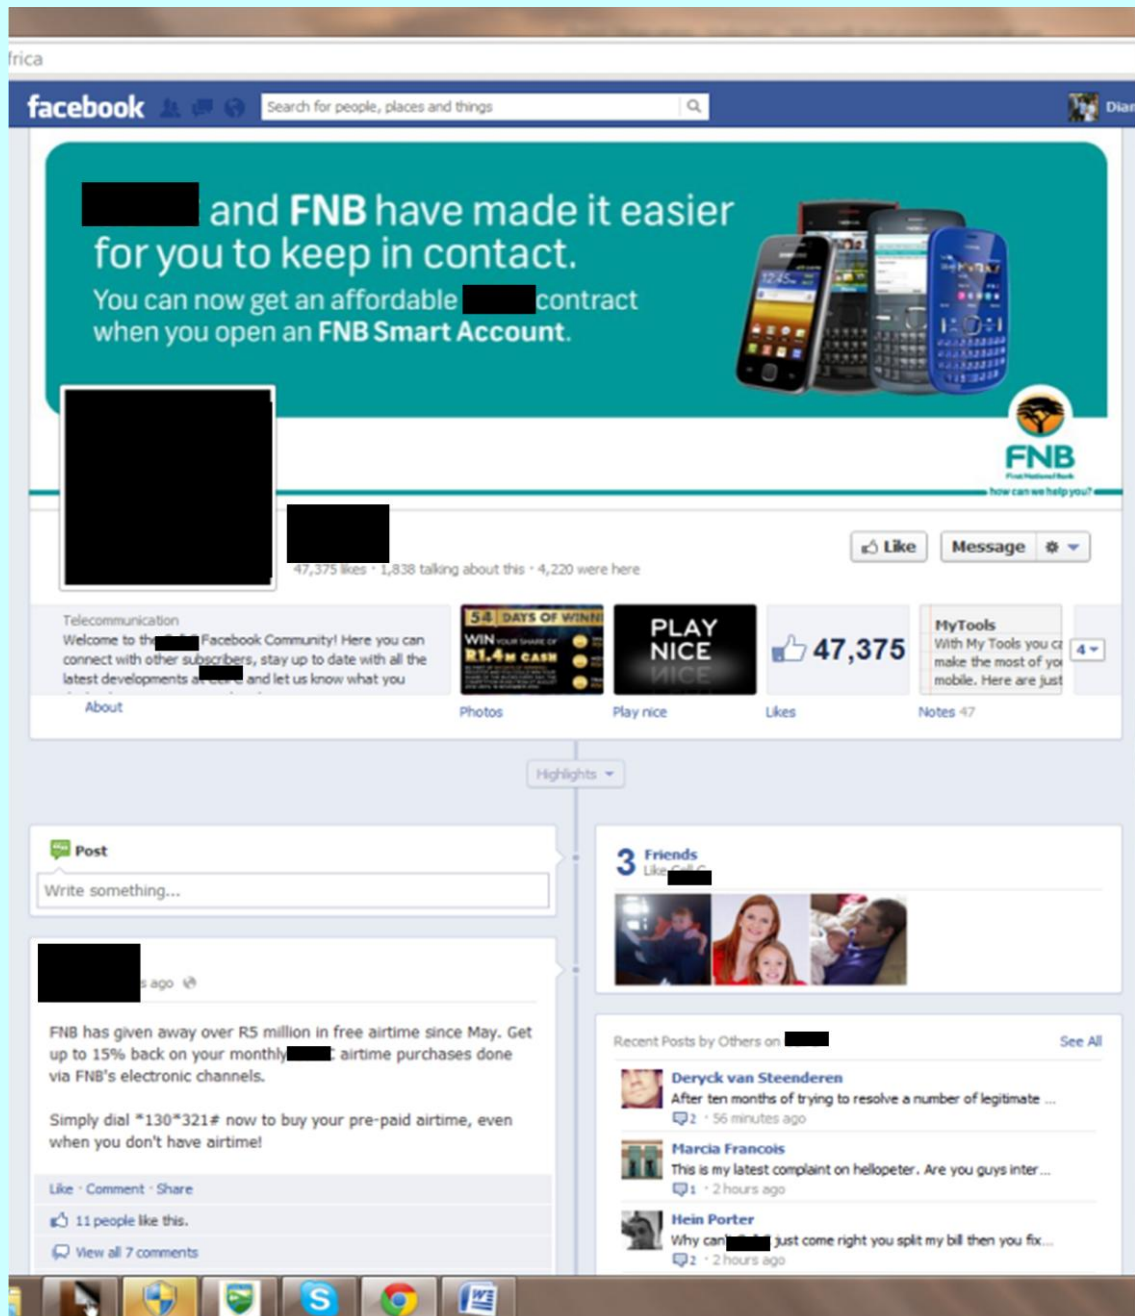 frica
facebook
Search for people, places and things
Dian
and FNB have made it easier
for you to keep in contact.
You can now get an affordable contract
when you open an FNB Smart Account.
FNB
First National Bank
how can we help you?
Like
Message
47,375 likes · 1,838 talking about this · 4,220 were here
Telecommunication
Welcome to the Facebook Community! Here you can
connect with other subscribers, stay up to date with all the
latest developments at and let us know what you
About
54 DAYS OF WINNI
WIN YOUR SHARE OF
R1.4M CASH
Photos
PLAY
NICE
Play nice
47,375
Likes
MyTools
With My Tools you ca
make the most of you
mobile. Here are just
Notes 47
4
Highlights
Post
Write something...
3 Friends
Like
s ago
FNB has given away over R5 million in free airtime since May. Get
up to 15% back on your monthly airtime purchases done
via FNB's electronic channels.
Simply dial *130*321# now to buy your pre-paid airtime, even
when you don't have airtime!
Like · Comment · Share
11 people like this.
View all 7 comments
Recent Posts by Others on
See All
Deryck van Steenderen
After ten months of trying to resolve a number of legitimate ...
2 · 56 minutes ago
Marcia Francois
This is my latest complaint on hellopeter. Are you guys inter...
1 · 2 hours ago
Hein Porter
Why can' just come right you split my bill then you fix...
2 · 2 hours ago